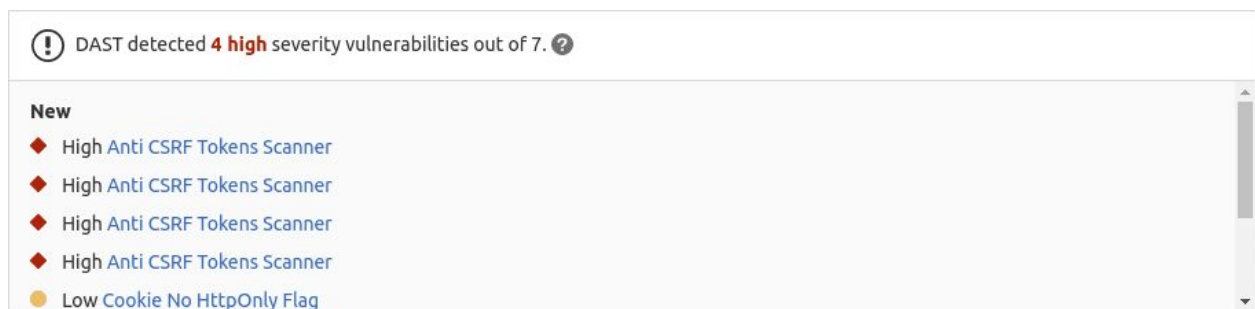 DAST detected 4 high severity vulnerabilities out of 7.
New
High Anti CSRF Tokens Scanner
High Anti CSRF Tokens Scanner
High Anti CSRF Tokens Scanner
High Anti CSRF Tokens Scanner
Low Cookie No HttpOnly Flag